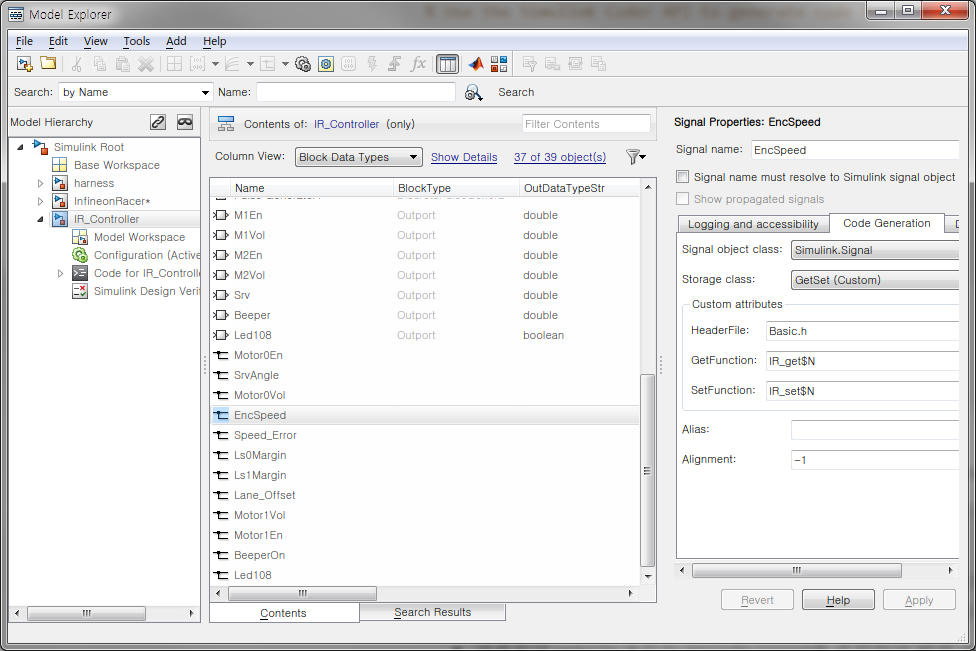 Model Explorer
File Edit View Tools Add Help
Search: by Name Name: Search
Model Hierarchy
Simulink Root
Base Workspace
harness
InfineonRacer*
IR_Controller
Model Workspace
Configuration (Active
Code for IR_Controlle
Simulink Design Verif
Contents of: IR_Controller (only)
Filter Contents
Column View: Block Data Types Show Details 37 of 39 object(s)
Name BlockType OutDataTypeStr
M1En Outport double
M1Vol Outport double
M2En Outport double
M2Vol Outport double
Srv Outport double
Beeper Outport double
Led108 Outport boolean
Motor0En
SrvAngle
Motor0Vol
EncSpeed
Speed_Error
Ls0Margin
Ls1Margin
Lane_Offset
Motor1Vol
Motor1En
BeeperOn
Led108
Contents Search Results
Signal Properties: EncSpeed
Signal name: EncSpeed
Signal name must resolve to Simulink signal object
Show propagated signals
Logging and accessibility Code Generation
Signal object class: Simulink.Signal
Storage class: GetSet (Custom)
Custom attributes
HeaderFile: Basic.h
GetFunction: IR_get$N
SetFunction: IR_set$N
Alias:
Alignment: -1
Revert Help Apply